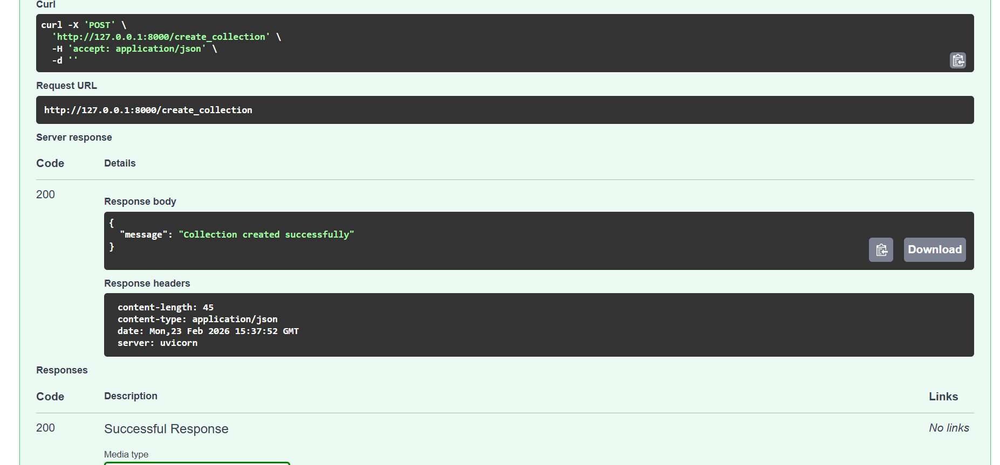 Curl
curl -X 'POST' \
  'http://127.0.0.1:8000/create_collection' \
  -H 'accept: application/json' \
  -d ''
Request URL
http://127.0.0.1:8000/create_collection
Server response
Code Details
200
Response body
{
  "message": "Collection created successfully"
}
Download
Response headers
content-length: 45
content-type: application/json
date: Mon,23 Feb 2026 15:37:52 GMT
server: uvicorn
Responses
Code Description Links
200 Successful Response No links
Media type